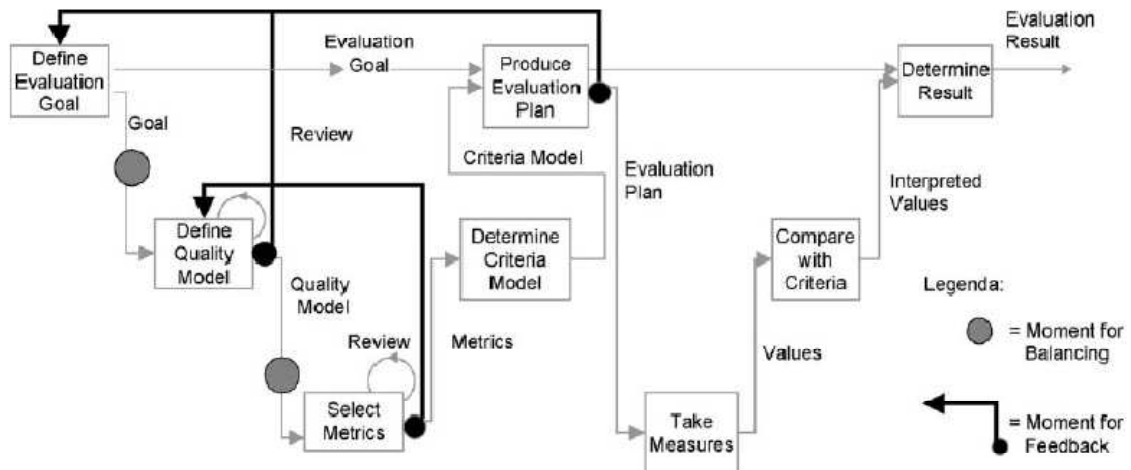 Define
Evaluation
Goal
Evaluation
Goal
Produce
Evaluation
Plan
Evaluation
Result
Determine
Result
Goal
Review
Criteria Model
Evaluation
Plan
Interpreted
Values
Define
Quality
Model
Determine
Criteria
Model
Compare
with
Criteria
Quality
Model
Review
Metrics
Values
Select
Metrics
Take
Measures
Legenda:
= Moment for
Balancing
= Moment for
Feedback